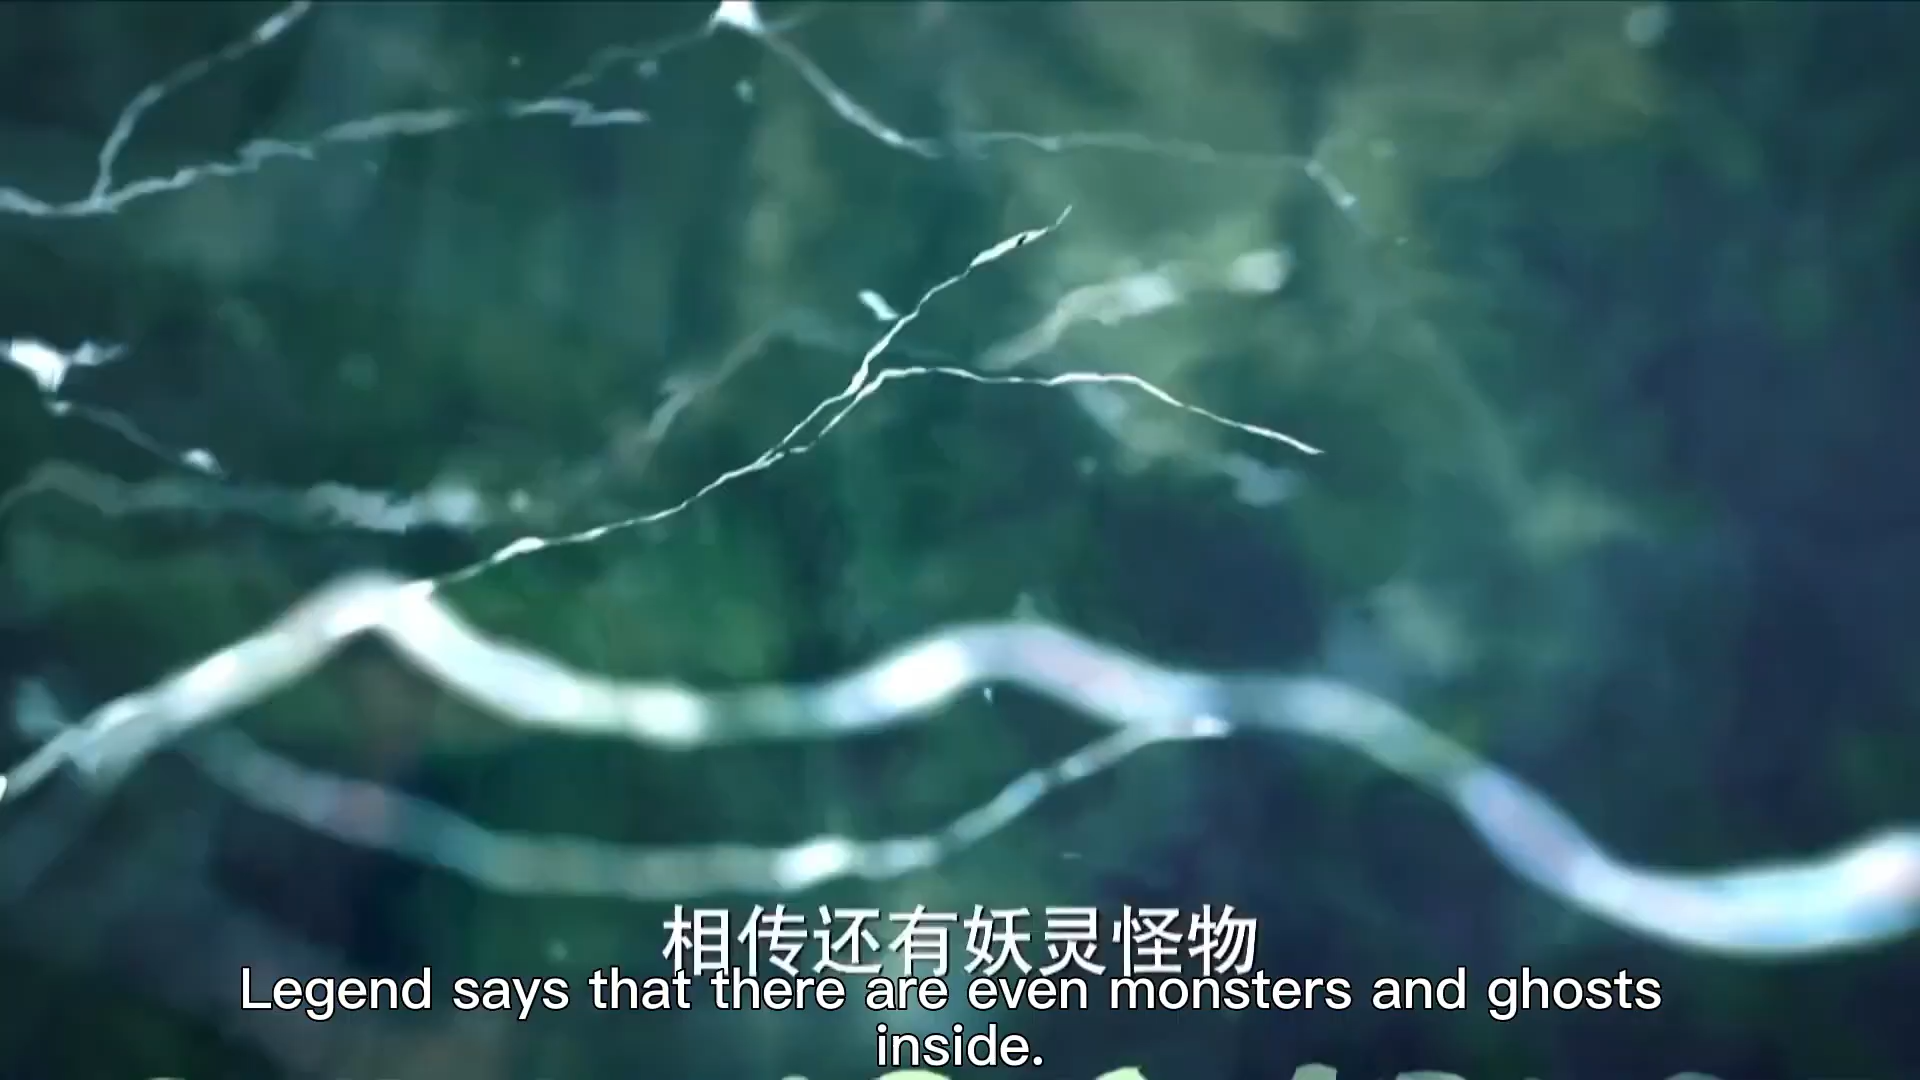 相传还有妖灵怪物
Legend says that there are even monsters and ghosts
inside.